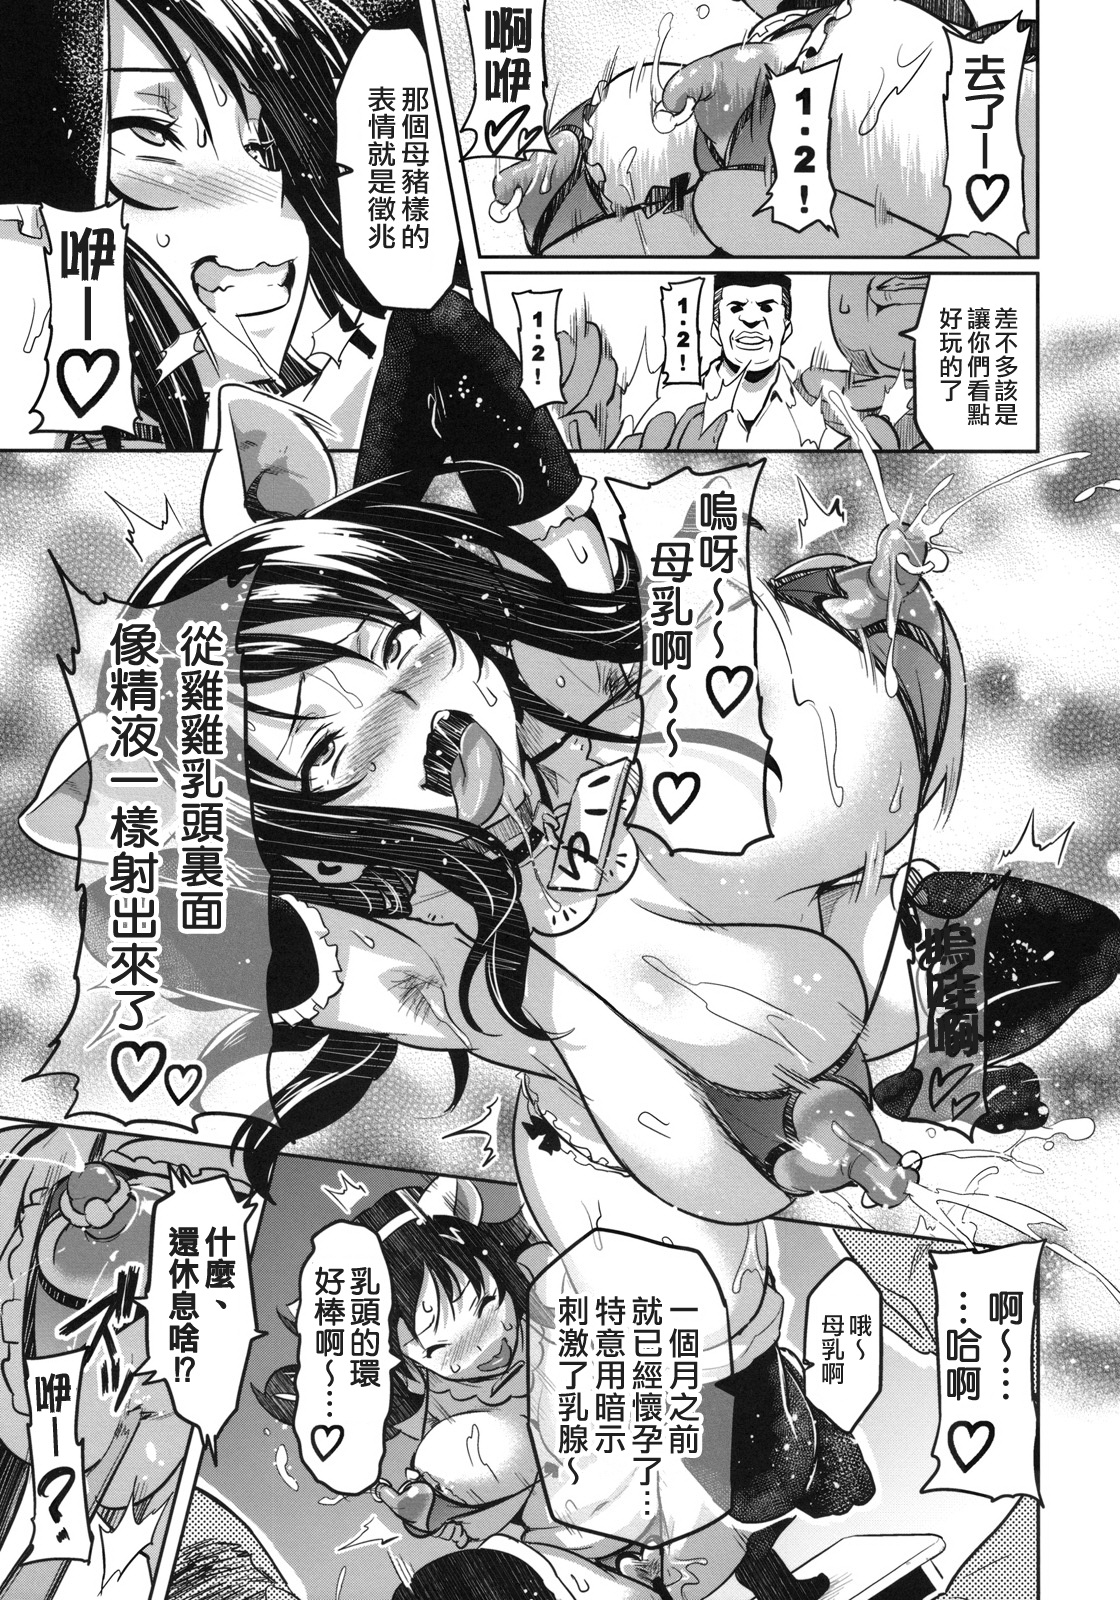 去了ー♡
1.2!
啊咿♡♡
那個母豬樣的
表情就是徵兆
咿ー♡
差不多該是
讓你們看點
好玩的了
1.2!
1.2!
嗚呀～～♡
母乳啊～～♡
從雞雞乳頭裏面
像精液一樣射出來了♡♡
啊～…
…哈啊♡
哦～
母乳啊
一個月之前
就已經懷孕了…
特意用暗示
刺激了乳腺～
乳頭的環
好棒啊～…♡
什麼、
還休息啥!?
咿ー?